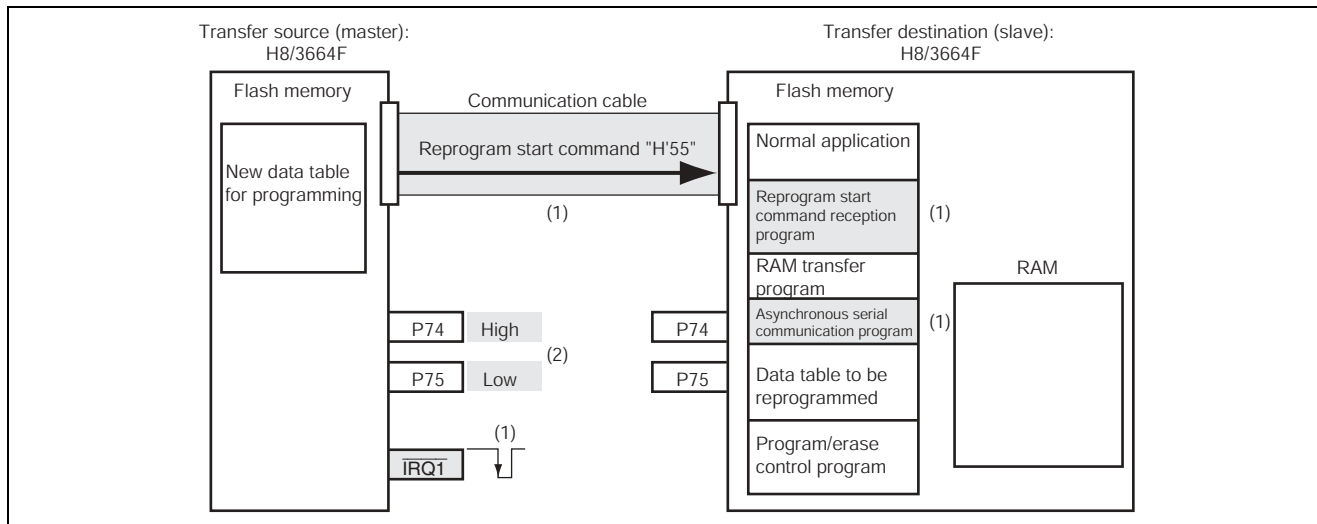 Transfer source (master):
H8/3664F
Transfer destination (slave):
H8/3664F
Flash memory
New data table
for programming
Communication cable
Reprogram start command "H'55"
(1)
Flash memory
Normal application
Reprogram start
command reception
program
(1)
RAM transfer
program
Asynchronous serial
communication program
(1)
Data table to be
reprogrammed
Program/erase
control program
RAM
P74
High
(2)
P75
Low
P74
P75
IRQ1
(1)